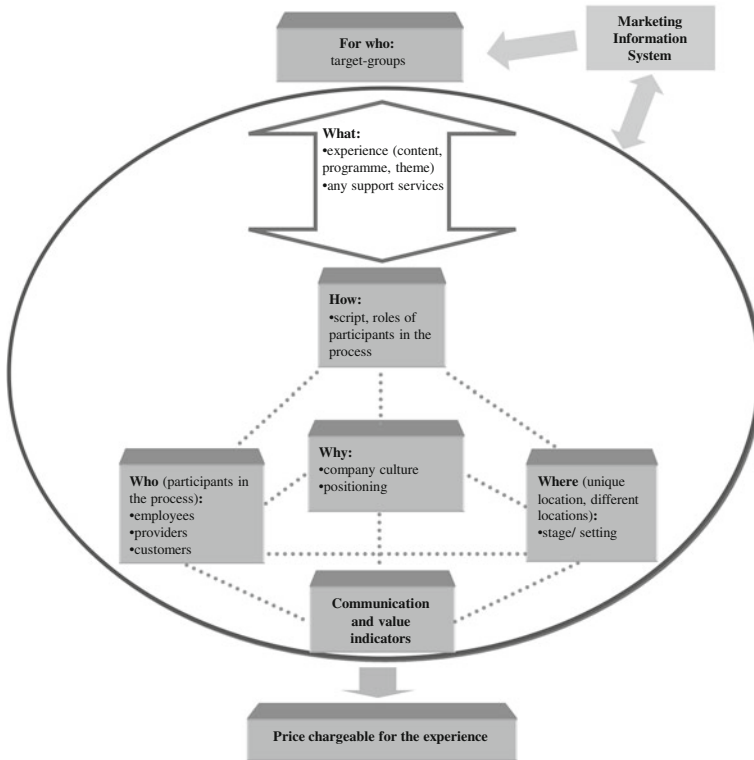 For who:
target-groups
Marketing
Information
System
What:
•experience (content,
programme, theme)
•any support services
How:
•script, roles of
participants in the
process
Why:
•company culture
•positioning
Who (participants in
the process):
•employees
•providers
•customers
Where (unique
location, different
locations):
•stage/ setting
Communication
and value
indicators
Price chargeable for the experience